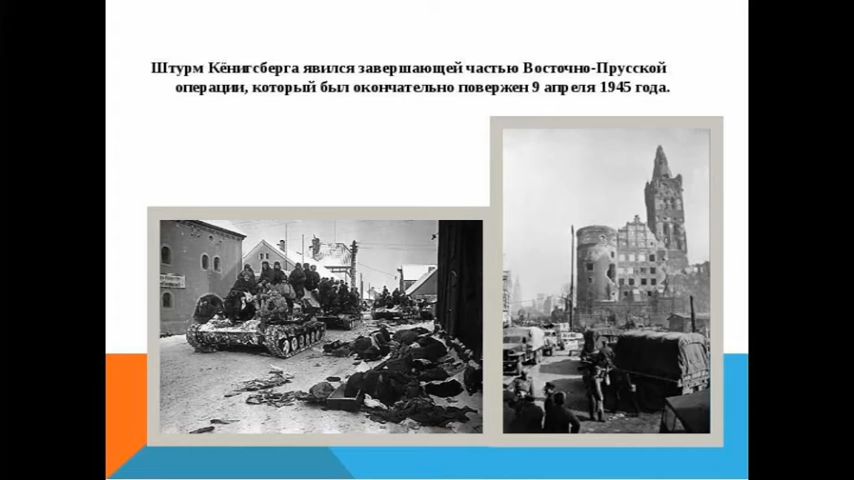 Штурм Кёнигсберга явился завершающей частью Восточно-Прусской
операции, который был окончательно повержен 9 апреля 1945 года.